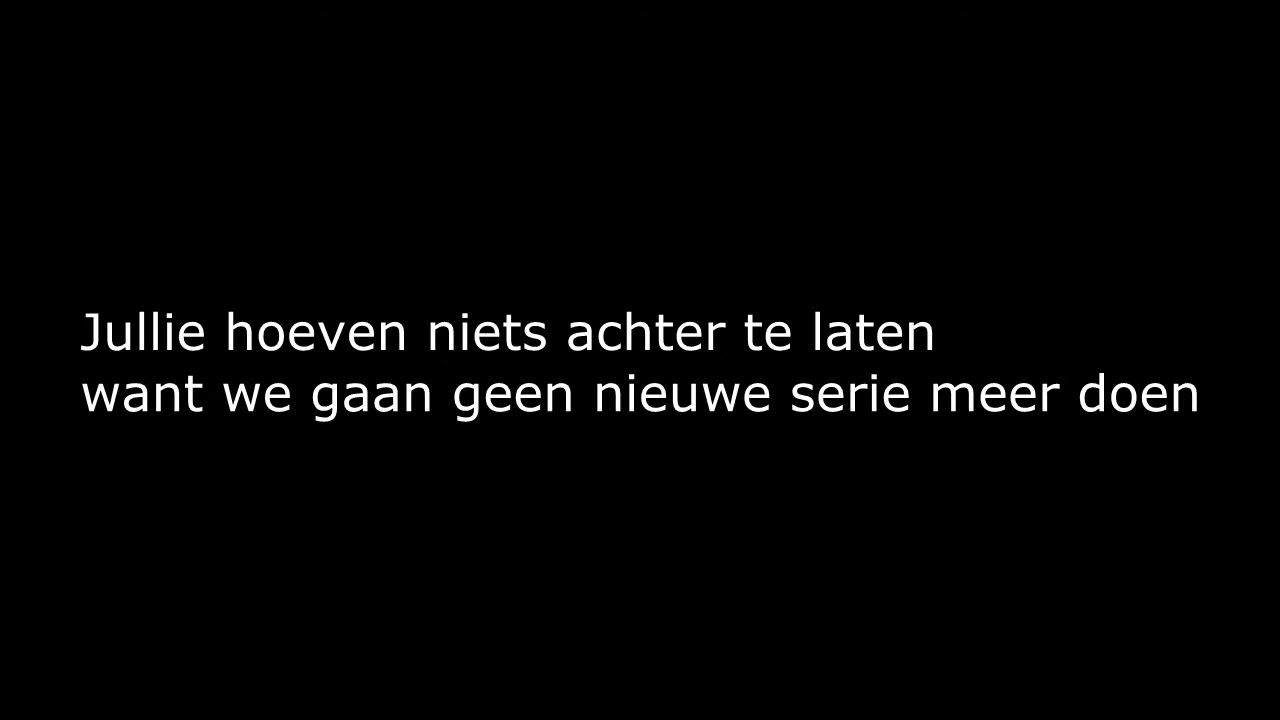 Jullie hoeven niets achter te laten
want we gaan geen nieuwe serie meer doen